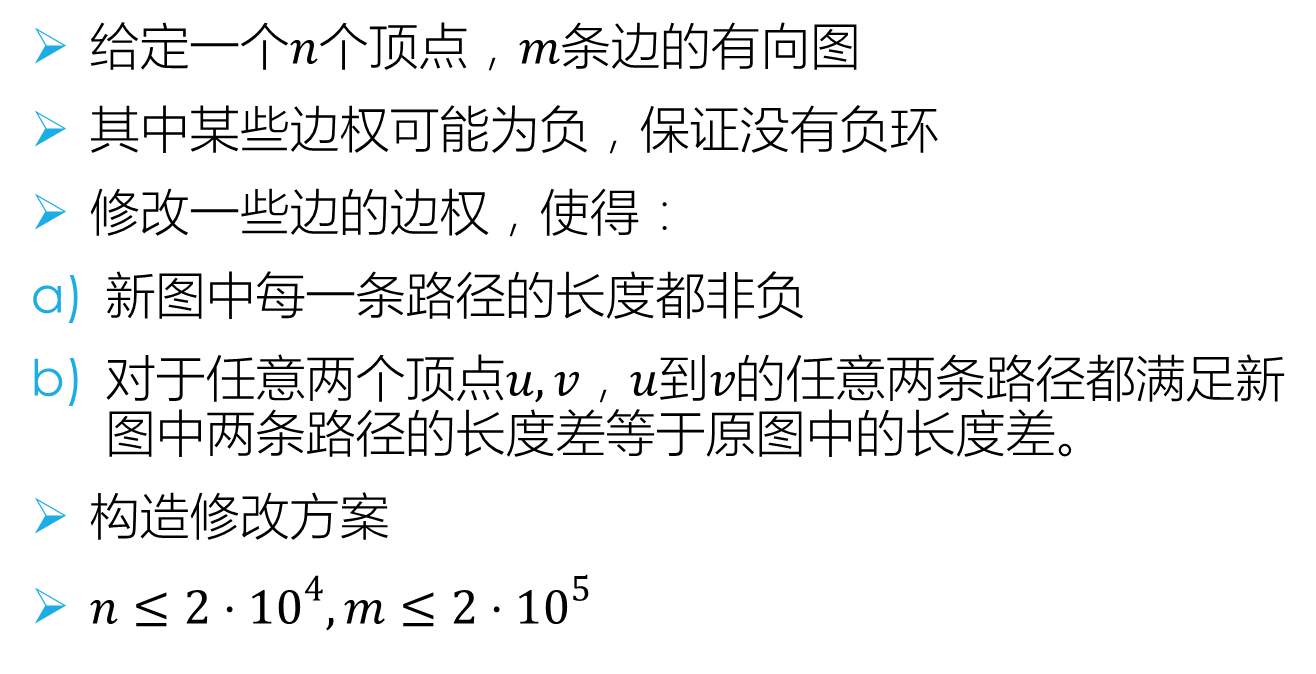 ➢ 给定一个𝑛个顶点，𝑚条边的有向图
➢ 其中某些边权可能为负，保证没有负环
➢ 修改一些边的边权，使得：
a) 新图中每一条路径的长度都非负
b) 对于任意两个顶点𝑢, 𝑣，𝑢到𝑣的任意两条路径都满足新
图中两条路径的长度差等于原图中的长度差。
➢ 构造修改方案
➢ 𝑛 ≤ 2 · 10⁴, 𝑚 ≤ 2 · 10⁵